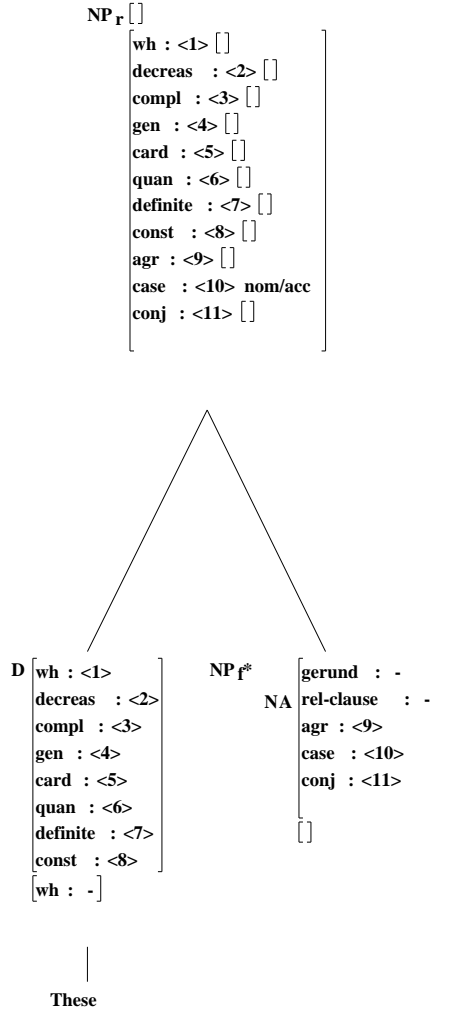 NP r []
wh : <1> []
decreas : <2> []
compl : <3> []
gen : <4> []
card : <5> []
quan : <6> []
definite : <7> []
const : <8> []
agr : <9> []
case : <10> nom/acc
conj : <11> []
D wh : <1> NP f* gerund : -
decreas : <2> NA rel-clause : -
compl : <3> agr : <9>
gen : <4> case : <10>
card : <5> conj : <11>
quan : <6>
definite : <7> []
const : <8>
[wh : -]
These